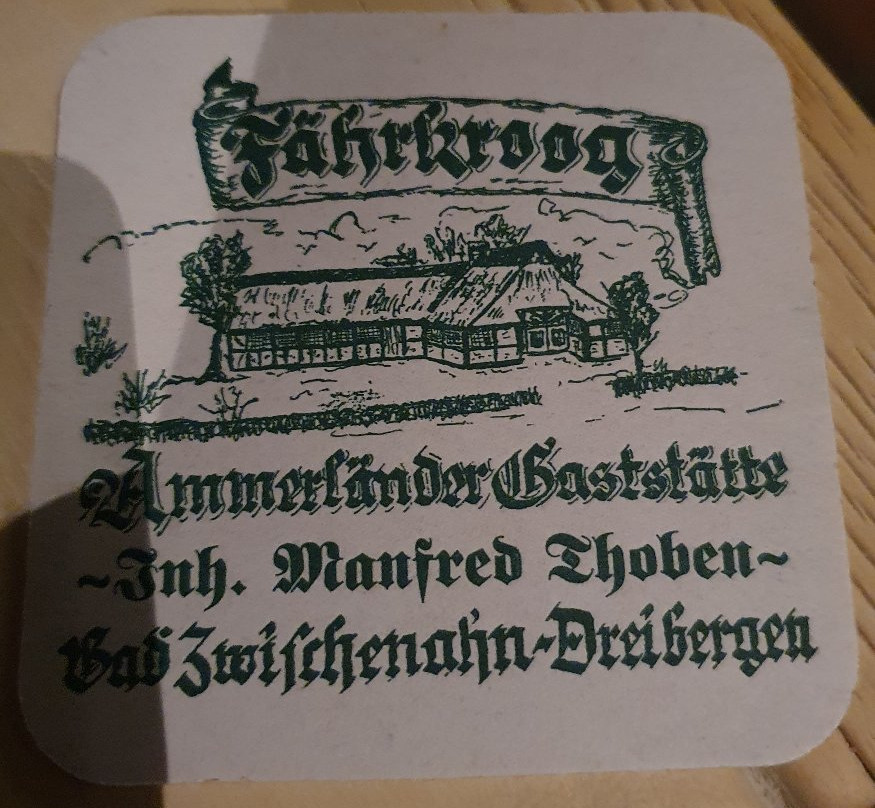 Fährkroog
Ammerländer Gaststätte
~Inh. Manfred Thoben~
Bad Zwischenahn-Dreibergen